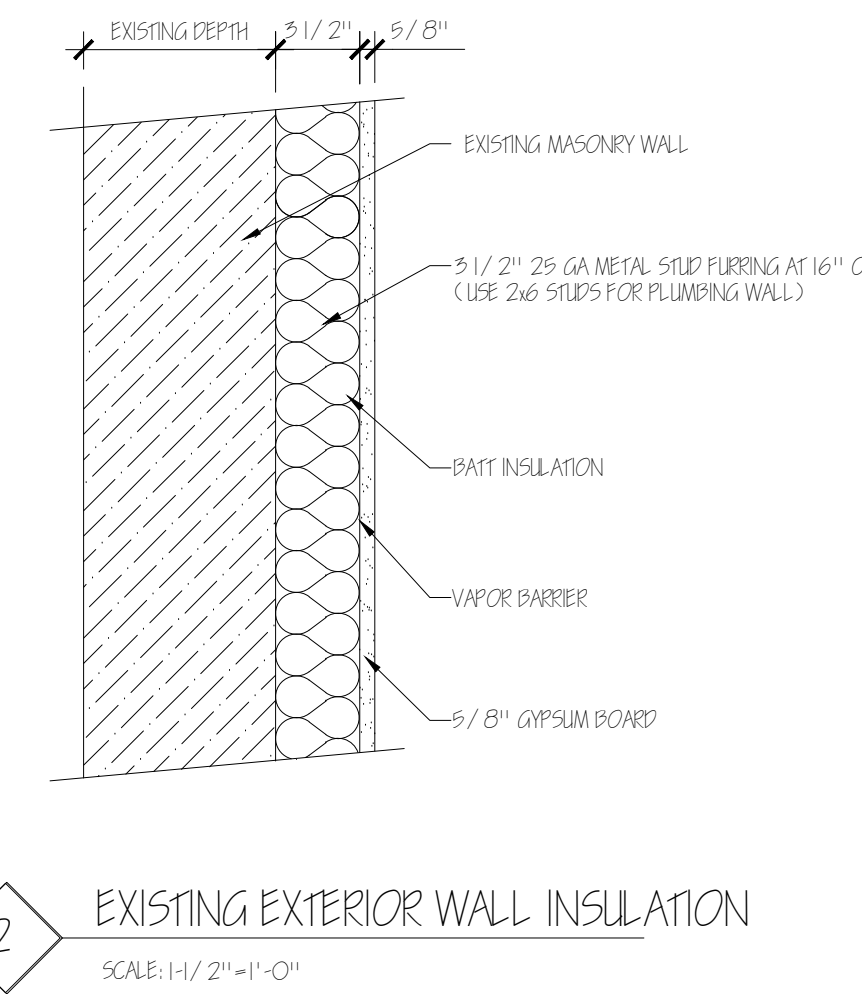 EXISTING DEPTH 3 1/2" 5/8"
EXISTING MASONRY WALL
3 1/2" 25 GA METAL STUD FURRING AT 16"
(USE 2x6 STUDS FOR PLUMBING WALL)
BATT INSULATION
VAPOR BARRIER
5/8" GYPSUM BOARD
2
EXISTING EXTERIOR WALL INSULATION
SCALE: 1-1/2"=1'-0"